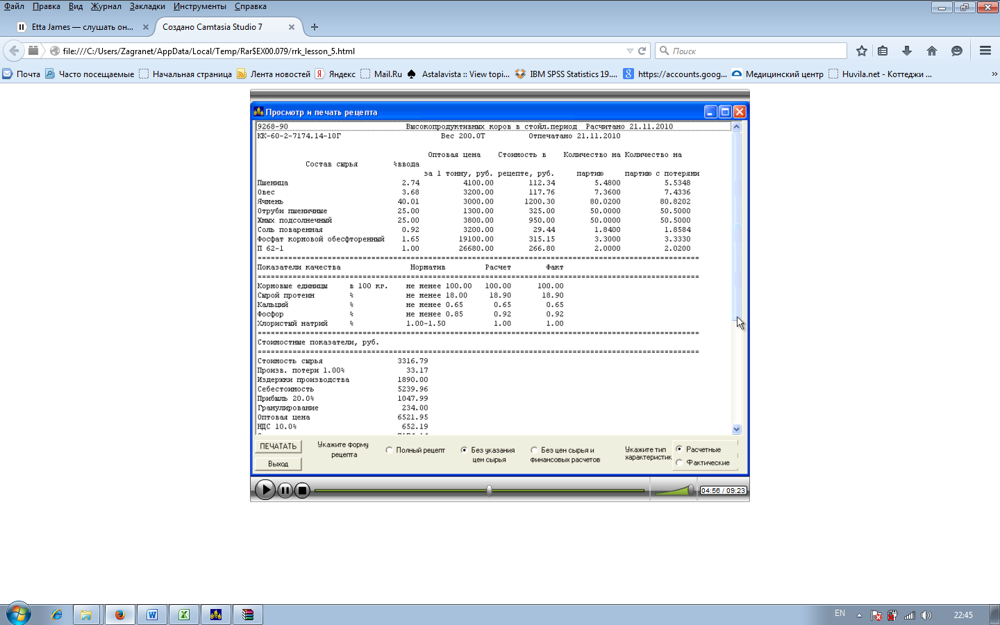 Файл Правка Вид Журнал Закладки Инструменты Справка
Etta James — слушать он... Создано Camtasia Studio 7
file:///C:/Users/Zagranet/AppData/Local/Temp/Rar$EX00.079/rrk_lesson_5.html Поиск
Почта Часто посещаемые Начальная страница Лента новостей Яндекс Mail.Ru Astalavista :: View topi... IBM SPSS Statistics 19.... https://accounts.goog... Медицинский центр Huvila.net - Коттеджи ... »
Просмотр и печать рецепта
9268-90 Высокопродуктивных коров в стойл.период Расчитано 21.11.2010
КК-60-2-7174.14-10Г Вес 200.0Т Отпечатано 21.11.2010
Оптовая цена Стоимость в Количество на Количество на
Состав сырья %ввода
за 1 тонну, руб. рецепте, руб. партию партию с потерями
Пшеница 2.74 4100.00 112.34 5.4800 5.5348
Овес 3.68 3200.00 117.76 7.3600 7.4336
Ячмень 40.01 3000.00 1200.30 80.0200 80.8202
Отруби пшеничные 25.00 1300.00 325.00 50.0000 50.5000
Жмых подсолнечный 25.00 3800.00 950.00 50.0000 50.5000
Соль поваренная 0.92 3200.00 29.44 1.8400 1.8584
Фосфат кормовой обесфторенный 1.65 19100.00 315.15 3.3000 3.3330
П 62-1 1.00 26680.00 266.80 2.0000 2.0200
Показатели качества Норматив Расчет Факт
Кормовые единицы в 100 кг. не менее 100.00 100.00 100.00
Сырой протеин % не менее 18.00 18.90 18.90
Кальций % не менее 0.65 0.65 0.65
Фосфор % не менее 0.85 0.92 0.92
Хлористый натрий % 1.00-1.50 1.00 1.00
Стоимостные показатели, руб.
Стоимость сырья 3316.79
Произв. потери 1.00% 33.17
Издержки производства 1890.00
Себестоимость 5239.96
Прибыль 20.0% 1047.99
Гранулирование 234.00
Оптовая цена 6521.95
НДС 10.0% 652.19
ПЕЧАТАТЬ Укажите форму рецепта Полный рецепт Без указания цен сырья Без цен сырья и финансовых расчетов Укажите тип характеристик Расчетные
Выход Фактические
04:56 / 09:23
EN 22:45